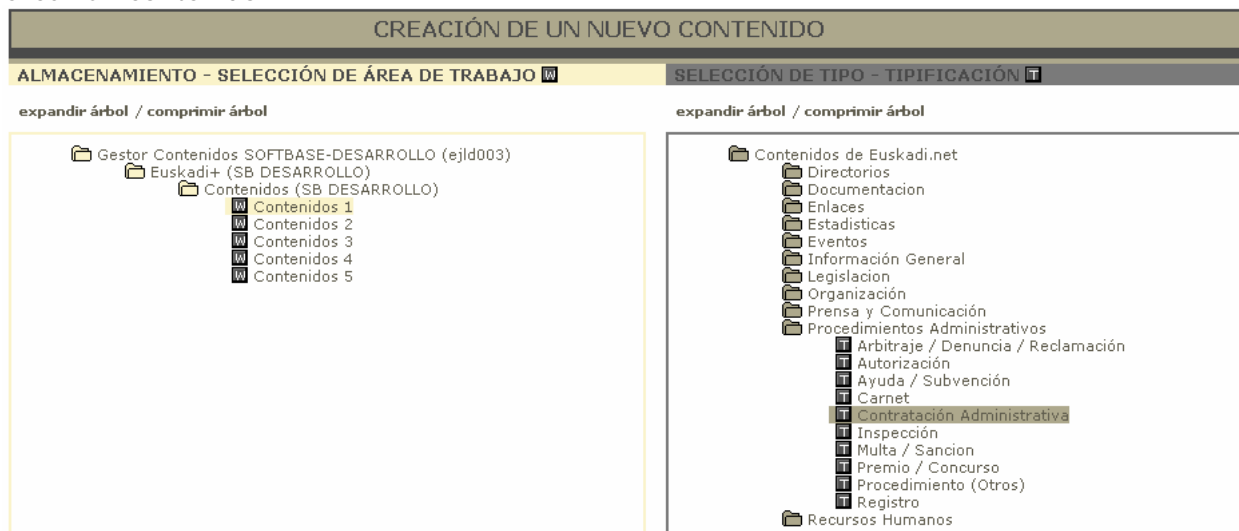 CREACIÓN DE UN NUEVO CONTENIDO
ALMACENAMIENTO - SELECCIÓN DE ÁREA DE TRABAJO W
expandir árbol / comprimir árbol
Gestor Contenidos SOFTBASE-DESARROLLO (ejld003)
Euskadi+ (SB DESARROLLO)
Contenidos (SB DESARROLLO)
W Contenidos 1
W Contenidos 2
W Contenidos 3
W Contenidos 4
W Contenidos 5
SELECCIÓN DE TIPO - TIPIFICACIÓN T
expandir árbol / comprimir árbol
Contenidos de Euskadi.net
Directorios
Documentacion
Enlaces
Estadisticas
Eventos
Información General
Legislacion
Organización
Prensa y Comunicación
Procedimientos Administrativos
T Arbitraje / Denuncia / Reclamación
T Autorización
T Ayuda / Subvención
T Carnet
T Contratación Administrativa
T Inspección
T Multa / Sancion
T Premio / Concurso
T Procedimiento (Otros)
T Registro
Recursos Humanos